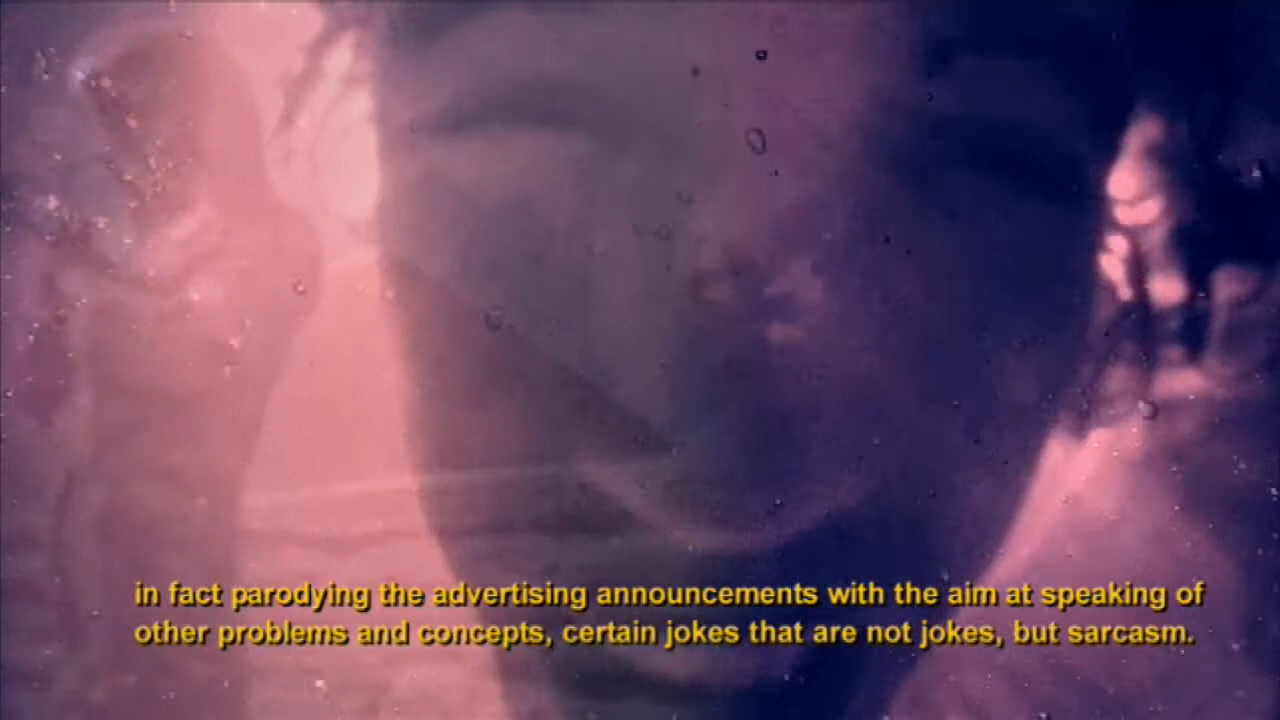 in fact parodying the advertising announcements with the aim at speaking of
other problems and concepts, certain jokes that are not jokes, but sarcasm.